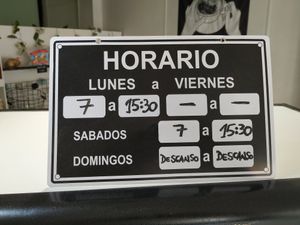 HORARIO
LUNES a VIERNES
7 a 15:30 — a —
SABADOS 7 a 15:30
DOMINGOS DESCANSO a DESCANSO